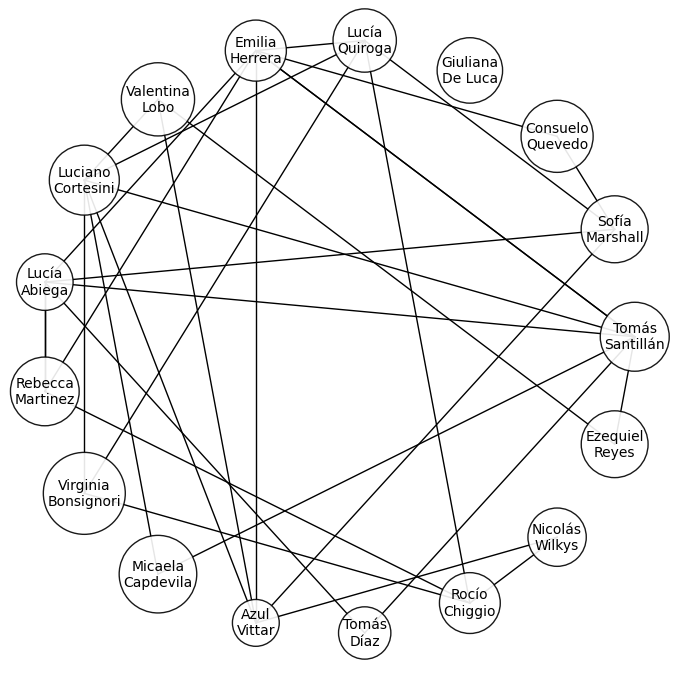 Emilia
Herrera
Lucía
Quiroga
Giuliana
De Luca
Valentina
Lobo
Consuelo
Quevedo
Luciano
Cortesini
Sofía
Marshall
Lucía
Abiega
Tomás
Santillán
Rebecca
Martinez
Ezequiel
Reyes
Virginia
Bonsignori
Nicolás
Wilkys
Micaela
Capdevila
Rocío
Chiggio
Azul
Vittar
Tomás
Díaz